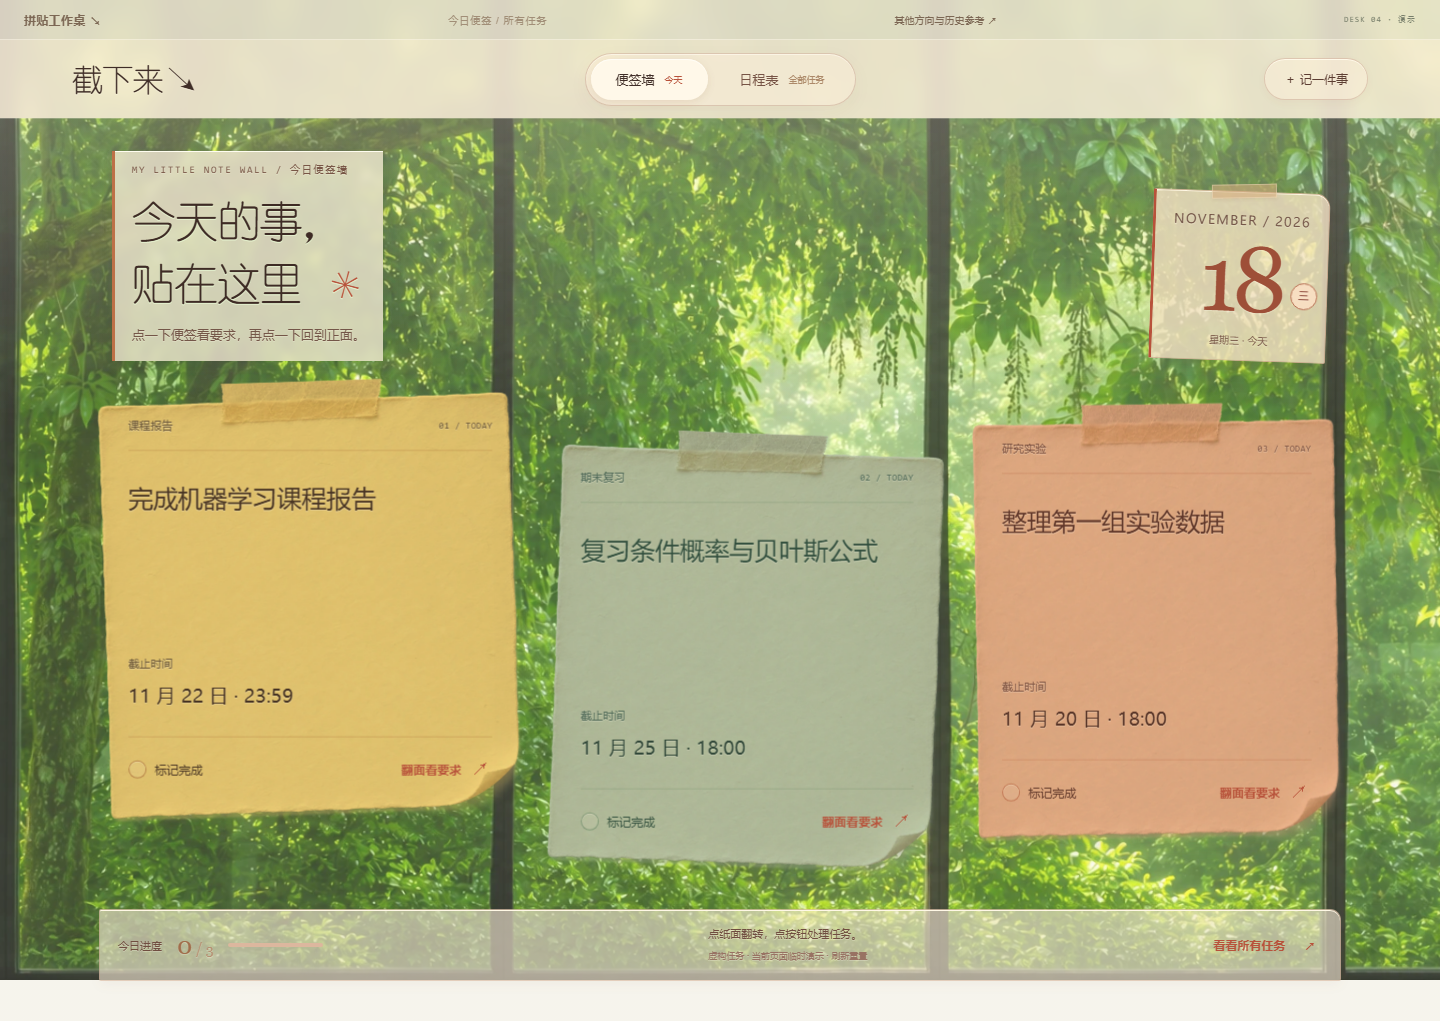 拼贴工作桌 ↘
今日便签 / 所有任务
其他方向与历史参考 ↗
DESK 04 · 演示
截下来
便签墙 今天
日程表 全部任务
+ 记一件事
MY LITTLE NOTE WALL / 今日便签墙
今天的事，
贴在这里
点一下便签看要求，再点一下回到正面。
NOVEMBER / 2026
18
三
星期三 · 今天
课程报告
01 / TODAY
完成机器学习课程报告
截止时间
11 月 22 日 · 23:59
标记完成
翻面看要求 ↗
期末复习
02 / TODAY
复习条件概率与贝叶斯公式
截止时间
11 月 25 日 · 18:00
标记完成
翻面看要求 ↗
研究实验
03 / TODAY
整理第一组实验数据
截止时间
11 月 20 日 · 18:00
标记完成
翻面看要求 ↗
今日进度 0 / 3
点纸面翻转，点按钮处理任务。
虚构任务 · 当前页面临时演示 · 刷新重置
看看所有任务 ↗